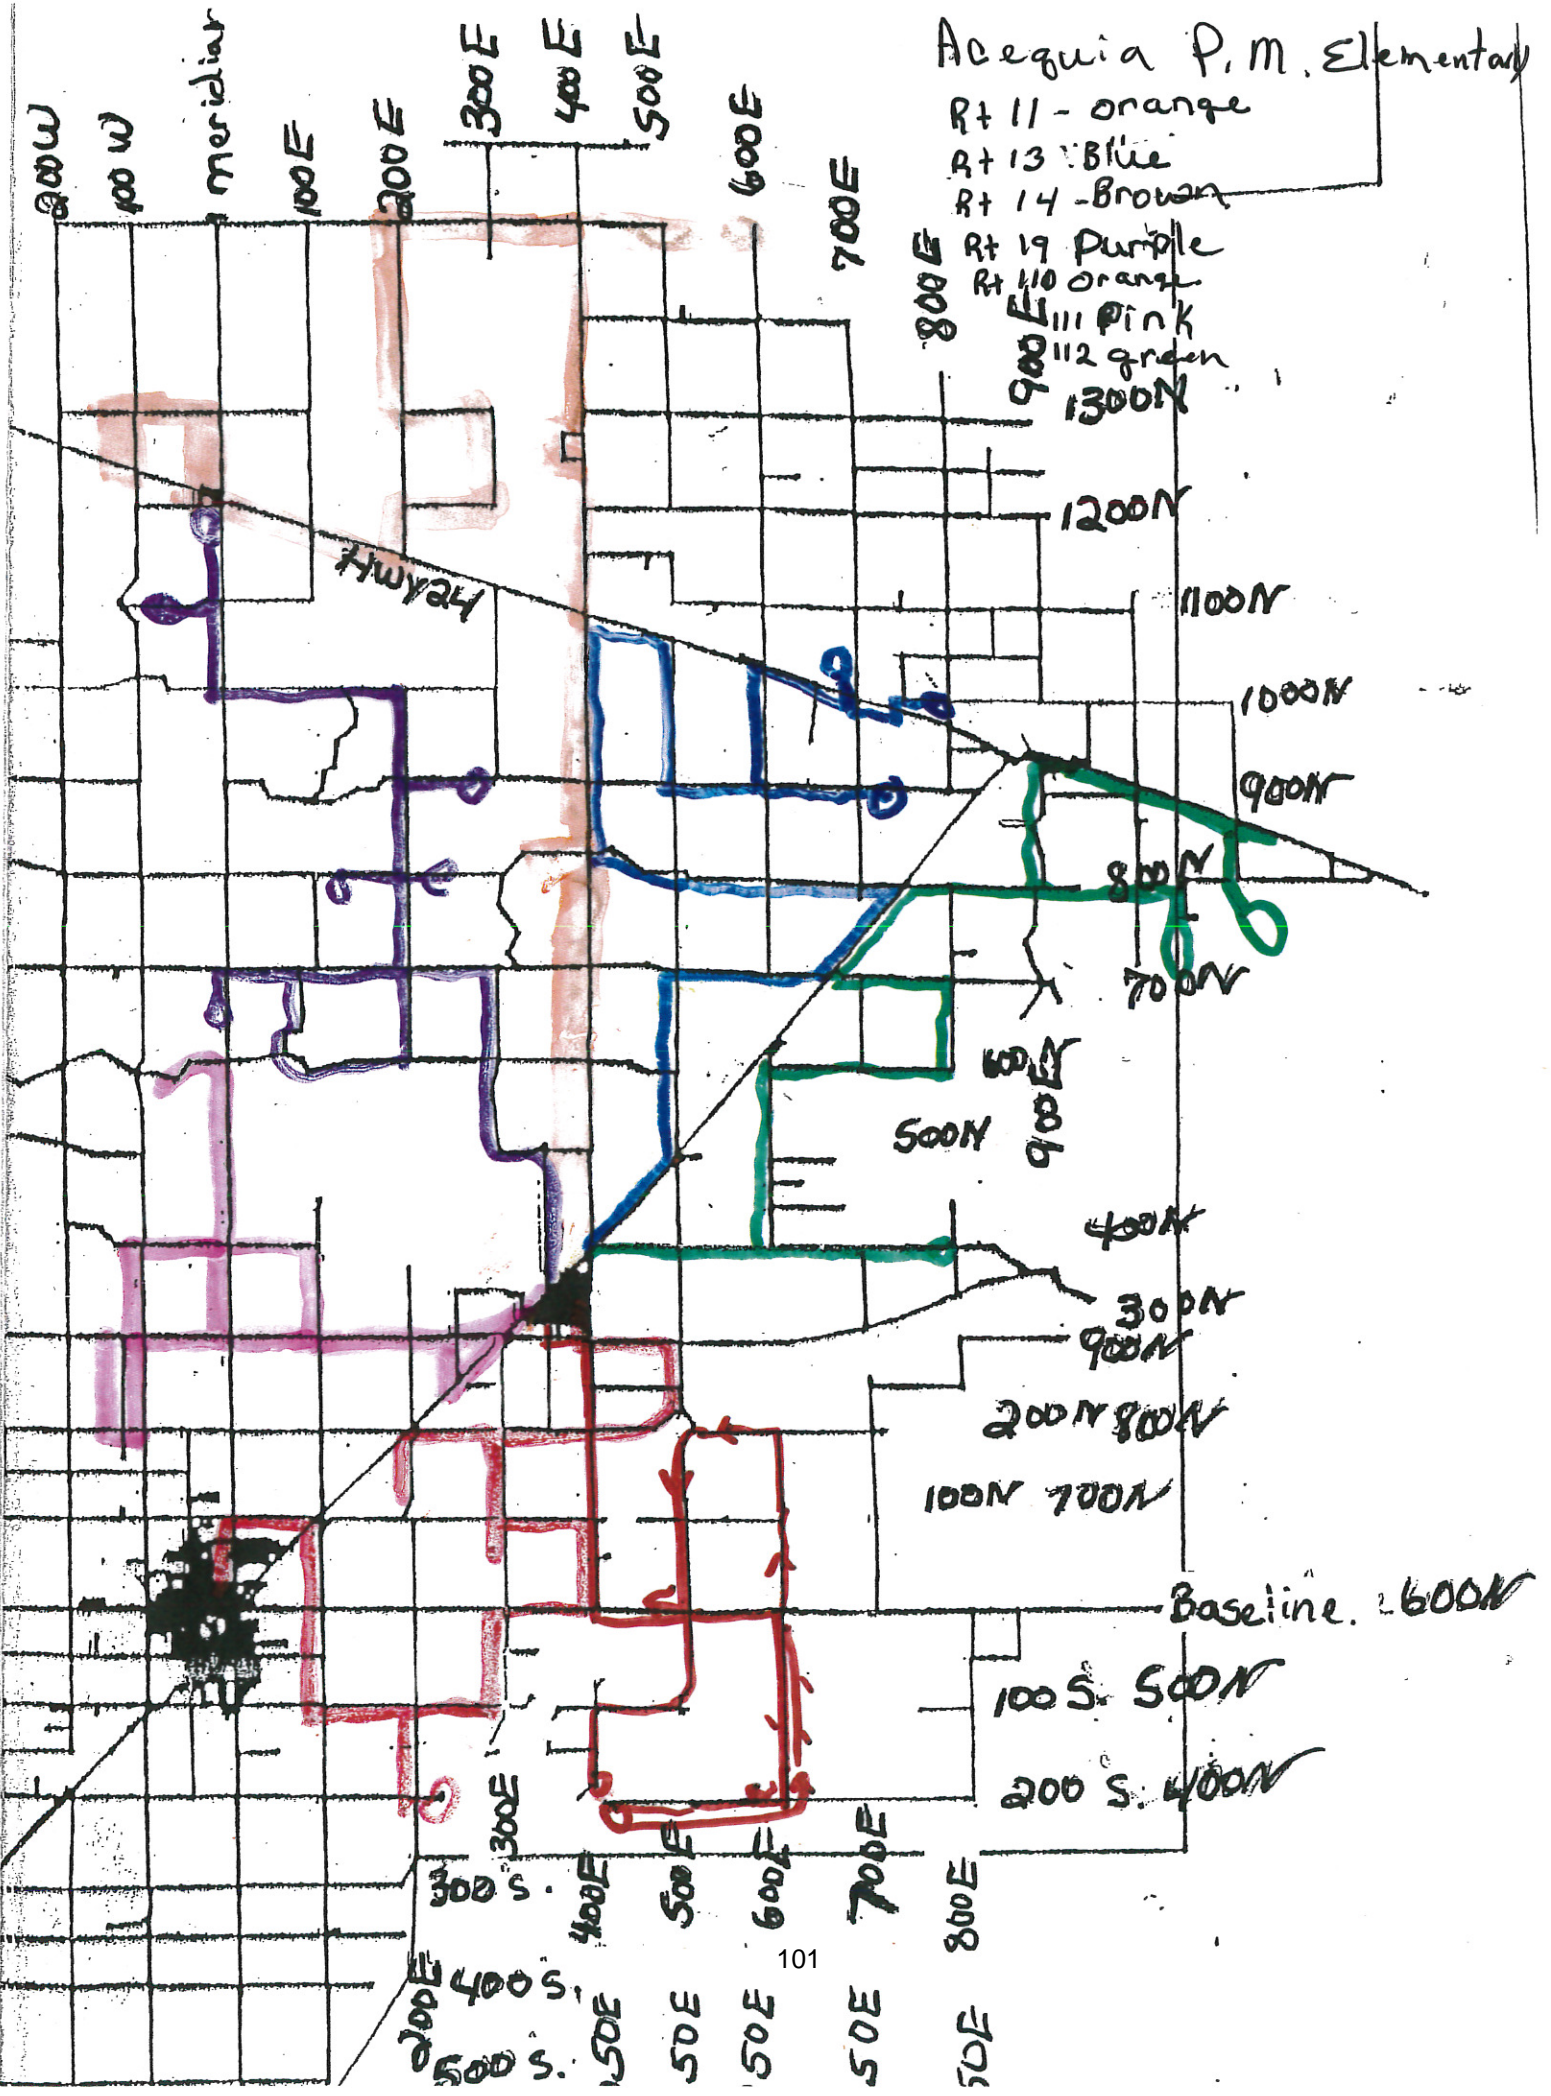 Acequia P.M. Elementary
Rt 11 - orange
Rt 13 : Blue
Rt 14 - Brown
Rt 19 Purple
Rt 110 orange
111 Pink
112 green
200W
100W
meridian
100E
200E
300E
400E
500E
600E
700E
800E
900E
1300N
1200N
Hwy24
1100N
1000N
900N
800N
700N
600N
900E
500N
400N
300N
900N
200N 800N
100N 700N
Baseline. 600N
100 S. 500N
200 S. 400N
300E
300 S.
400E
500E
600E
700E
800E
101
200E
400 S.
500 S.
50E
50E
50E
50E
50E